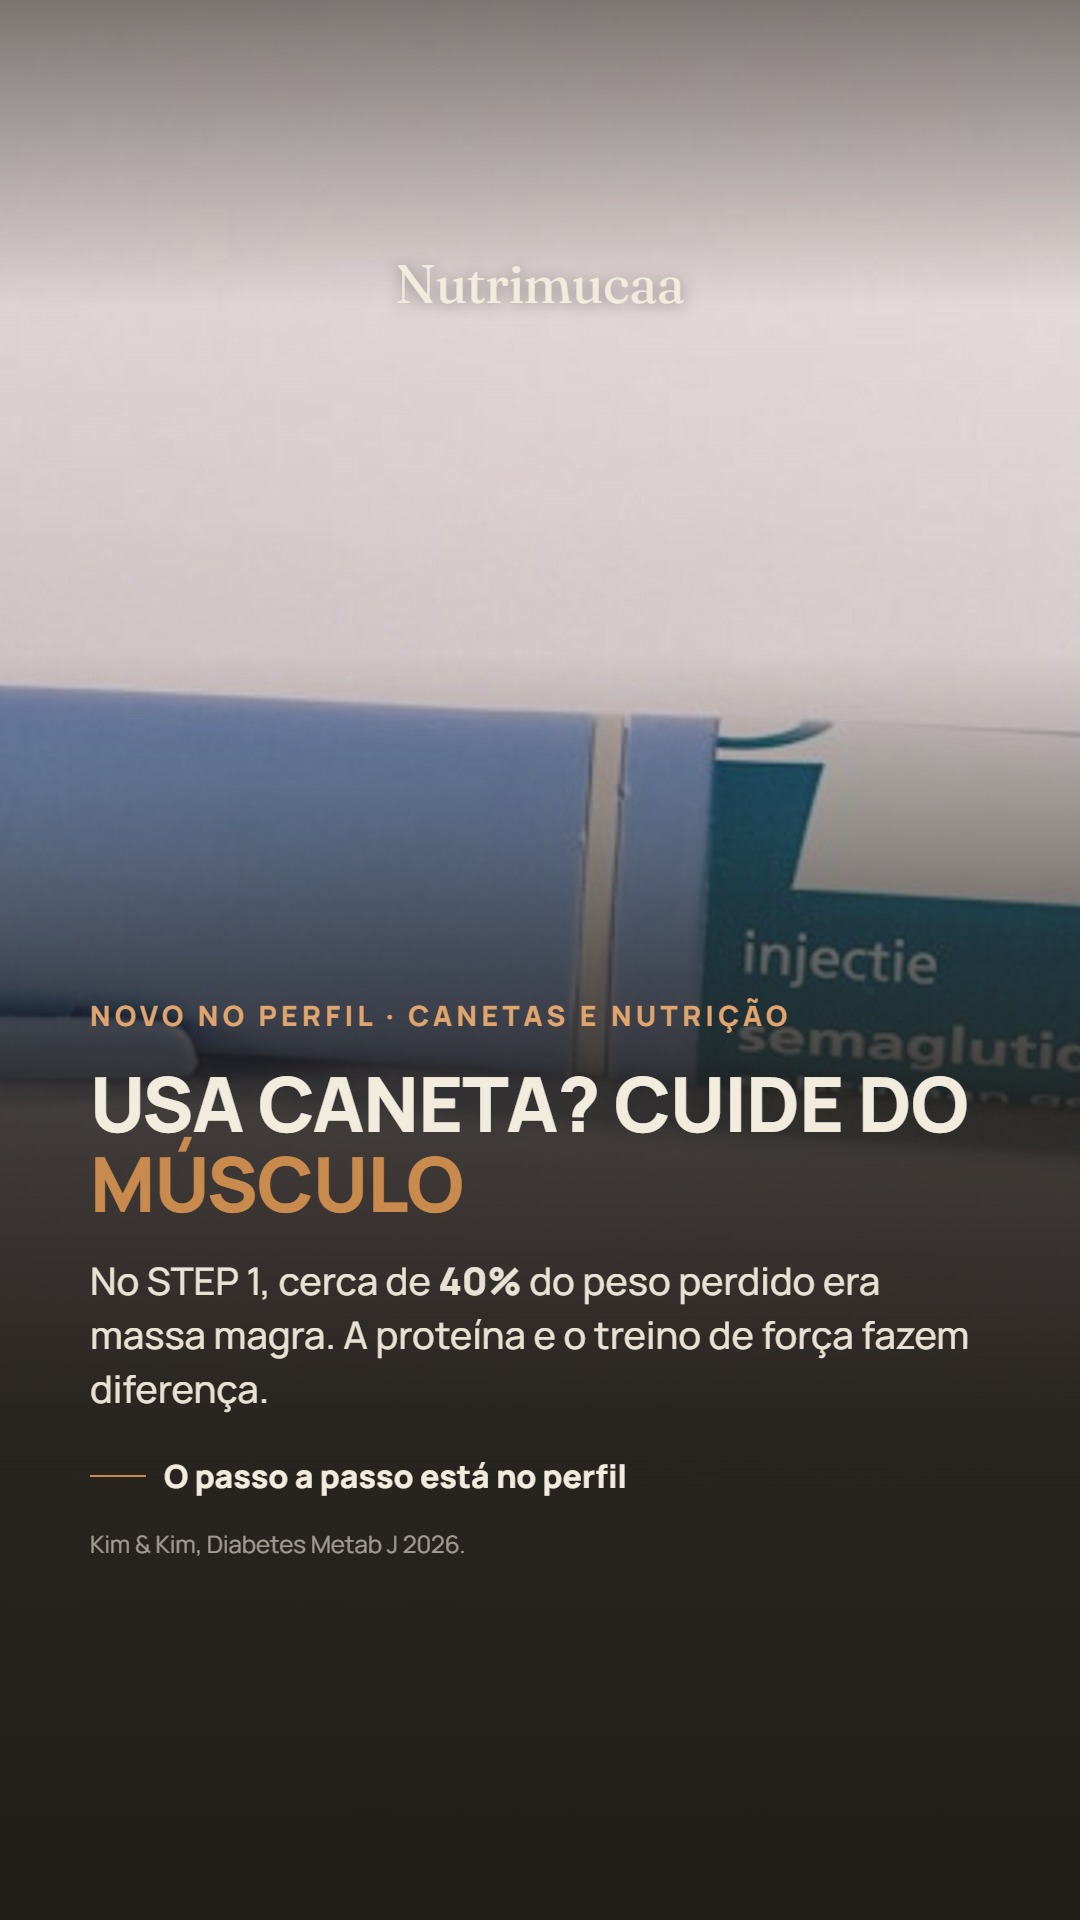 Nutrimucaa
injectie
NOVO NO PERFIL · CANETAS E NUTRIÇÃO
USA CANETA? CUIDE DO
MÚSCULO
No STEP 1, cerca de 40% do peso perdido era
massa magra. A proteína e o treino de força fazem
diferença.
O passo a passo está no perfil
Kim & Kim, Diabetes Metab J 2026.